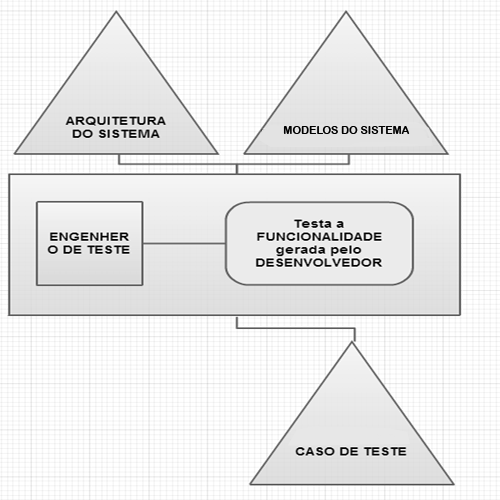 ARQUITETURA
DO SISTEMA
MODELOS DO SISTEMA
ENGENHER
O DE TESTE
Testa a
FUNCIONALIDADE
gerada pelo
DESENVOLVEDOR
CASO DE TESTE